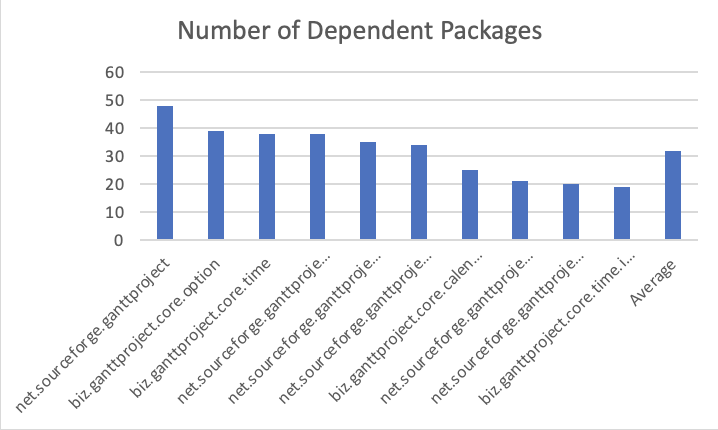 Number of Dependent Packages
60
50
40
30
20
10
0
net.sourceforge.ganttproject
biz.ganttproject.core.option
biz.ganttproject.core.time
net.sourceforge.ganttproje...
net.sourceforge.ganttproje...
net.sourceforge.ganttproje...
biz.ganttproject.core.calen...
net.sourceforge.ganttproje...
net.sourceforge.ganttproje...
biz.ganttproject.core.time.i...
Average